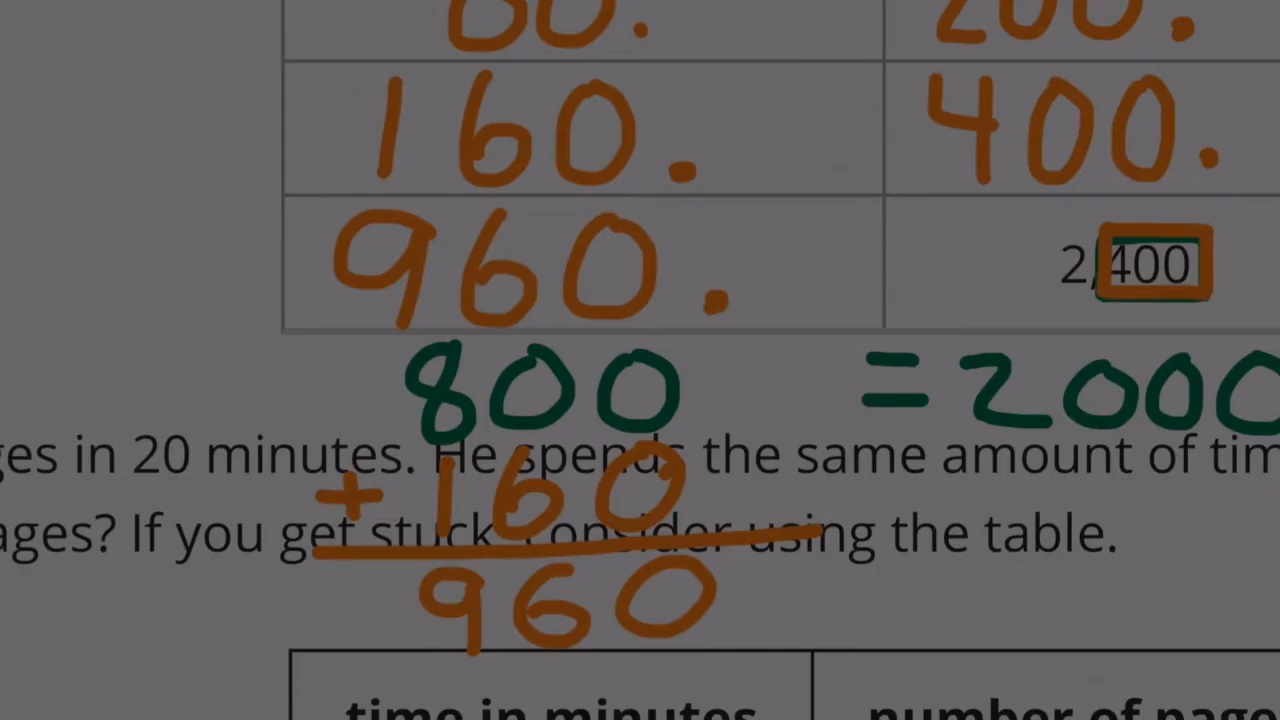 80. 200.
160. 400.
960. 2,400
800 = 2000
ges in 20 minutes. He spends the same amount of tim
+ 160
ages? If you get stuck, consider using the table.
960
time in minutes number of page